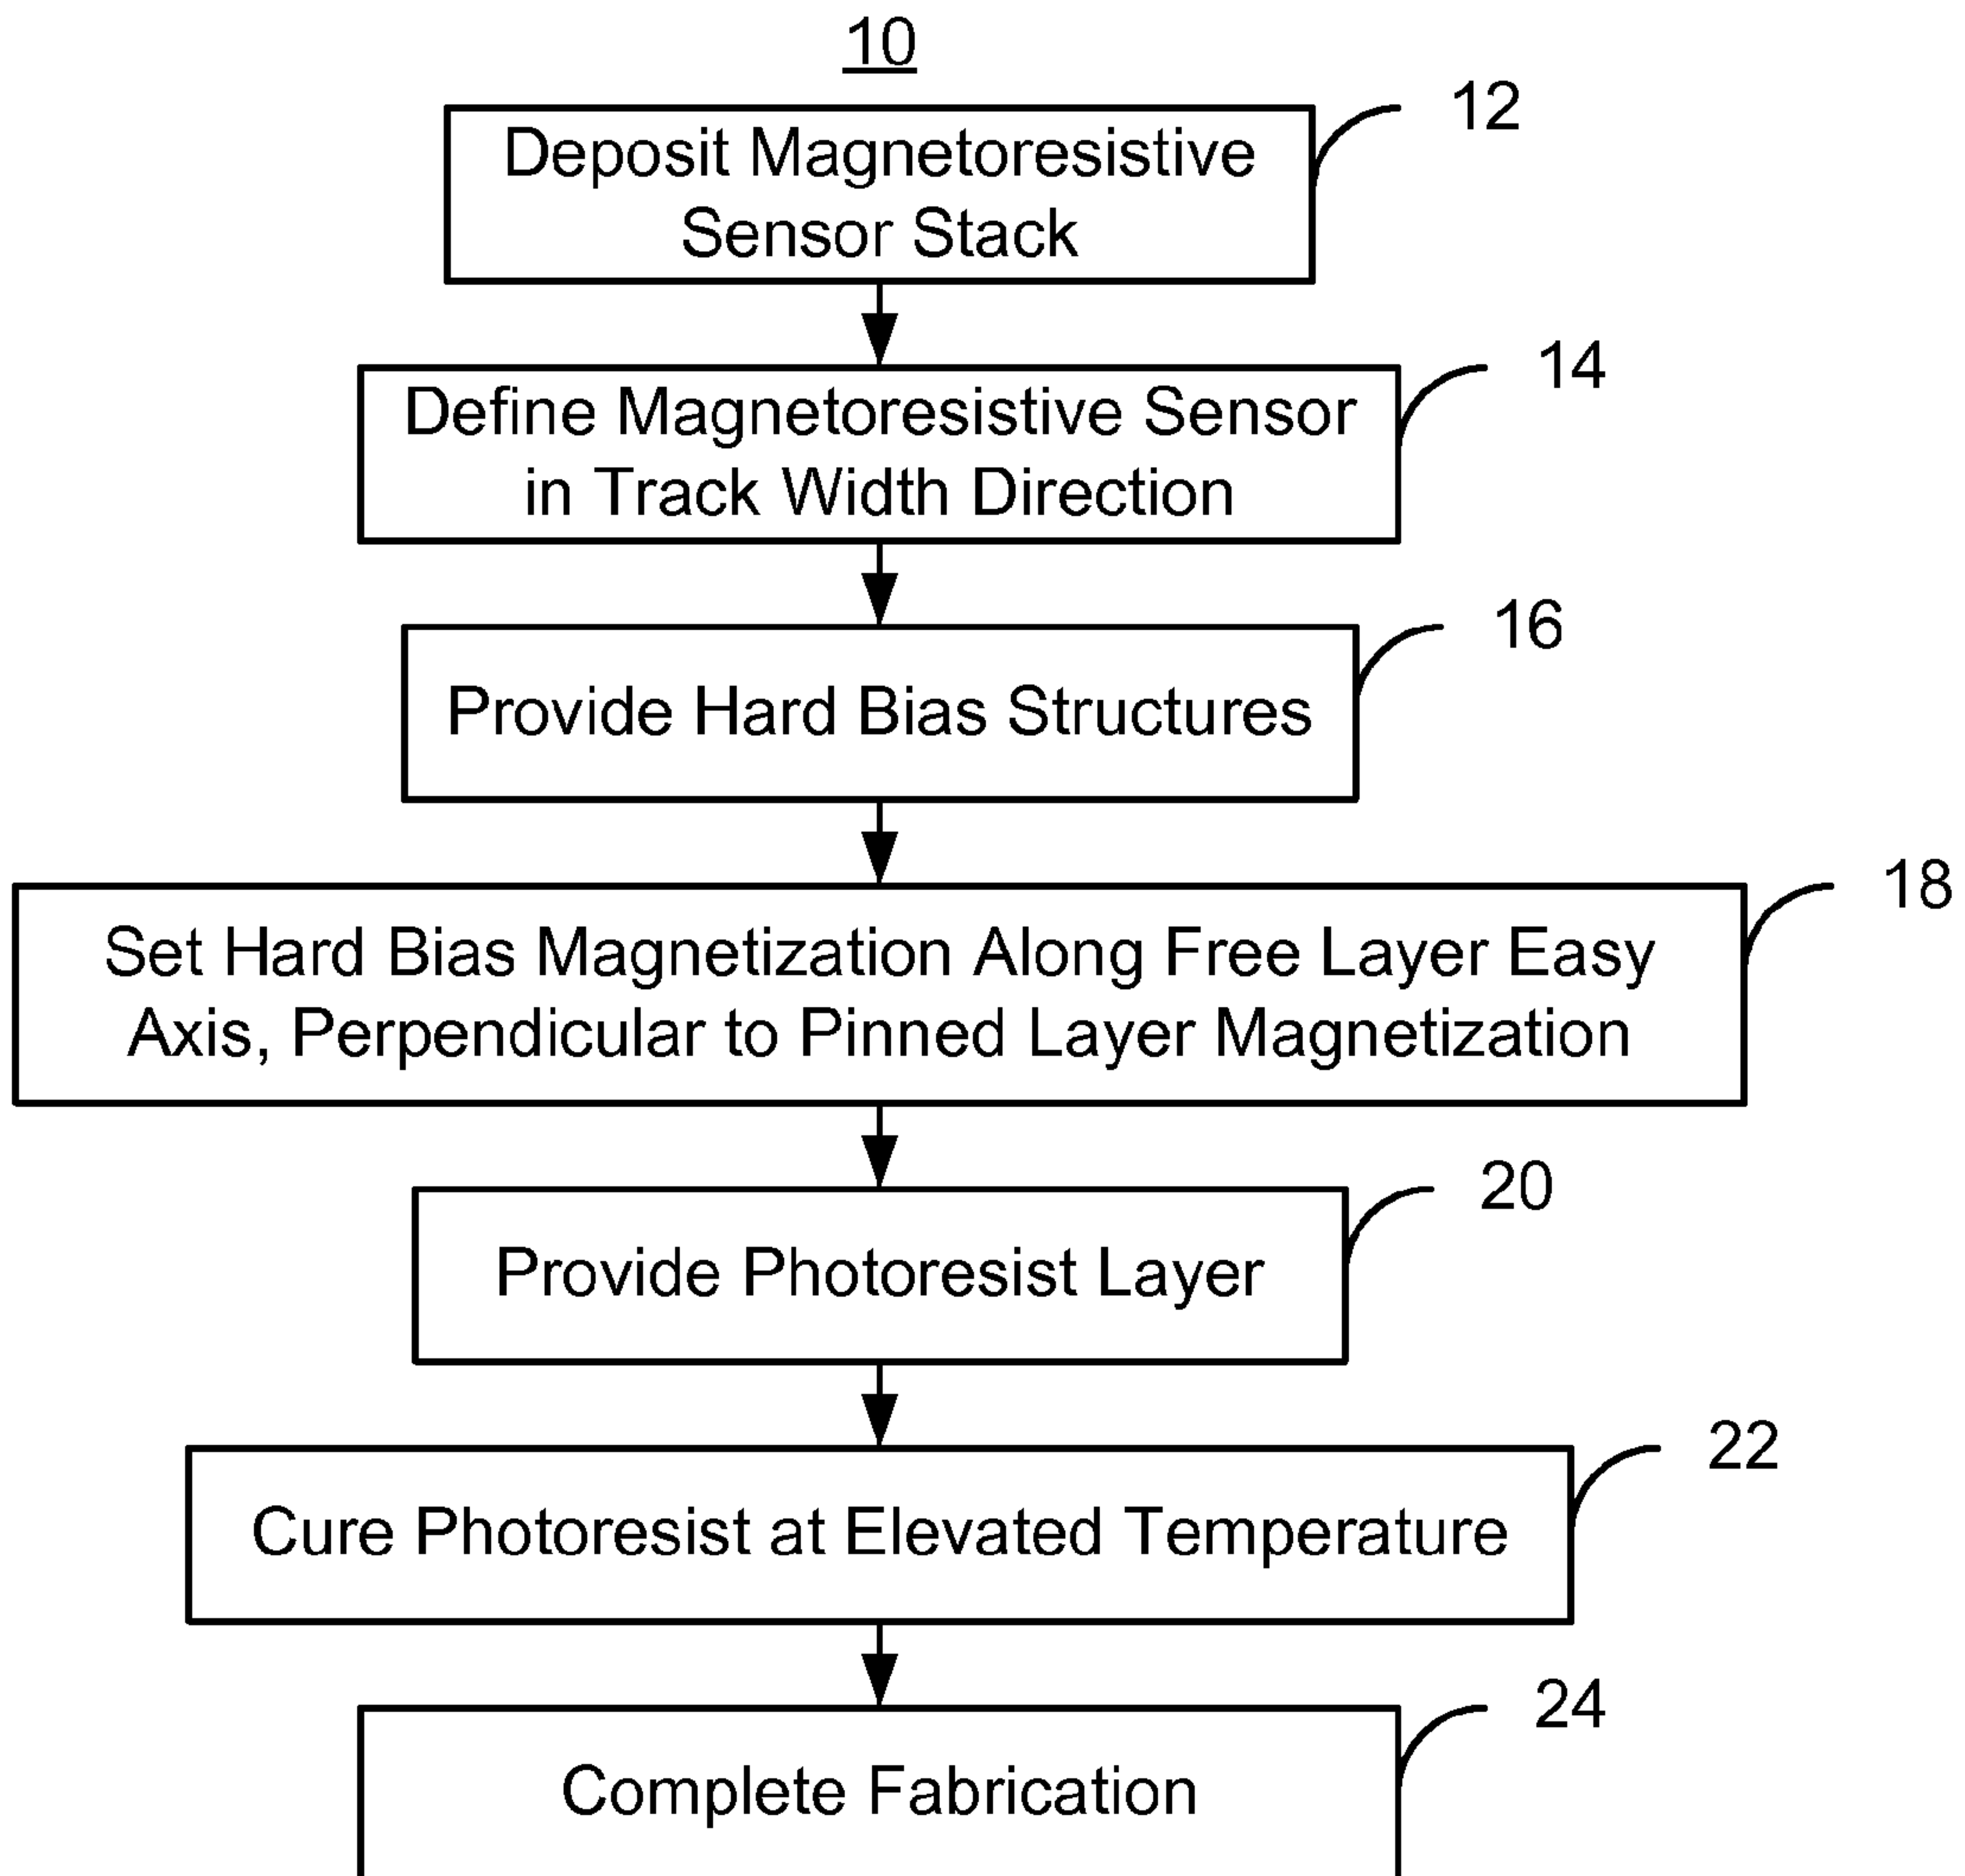 10
12
Deposit Magnetoresistive
Sensor Stack
14
Define Magnetoresistive Sensor
in Track Width Direction
16
Provide Hard Bias Structures
18
Set Hard Bias Magnetization Along Free Layer Easy
Axis, Perpendicular to Pinned Layer Magnetization
20
Provide Photoresist Layer
22
Cure Photoresist at Elevated Temperature
24
Complete Fabrication